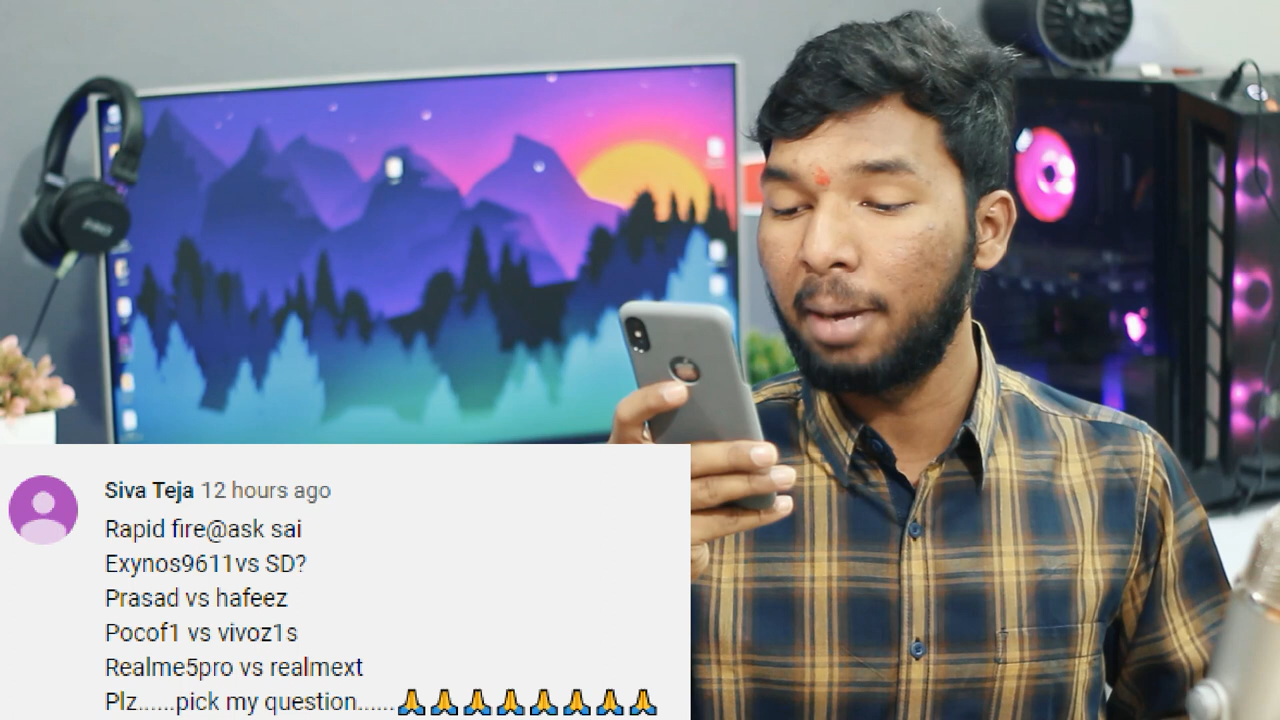 Siva Teja 12 hours ago
Rapid fire@ask sai
Exynos9611vs SD?
Prasad vs hafeez
Pocof1 vs vivoz1s
Realme5pro vs realmext
Plz......pick my question......🙏🙏🙏🙏🙏🙏🙏🙏